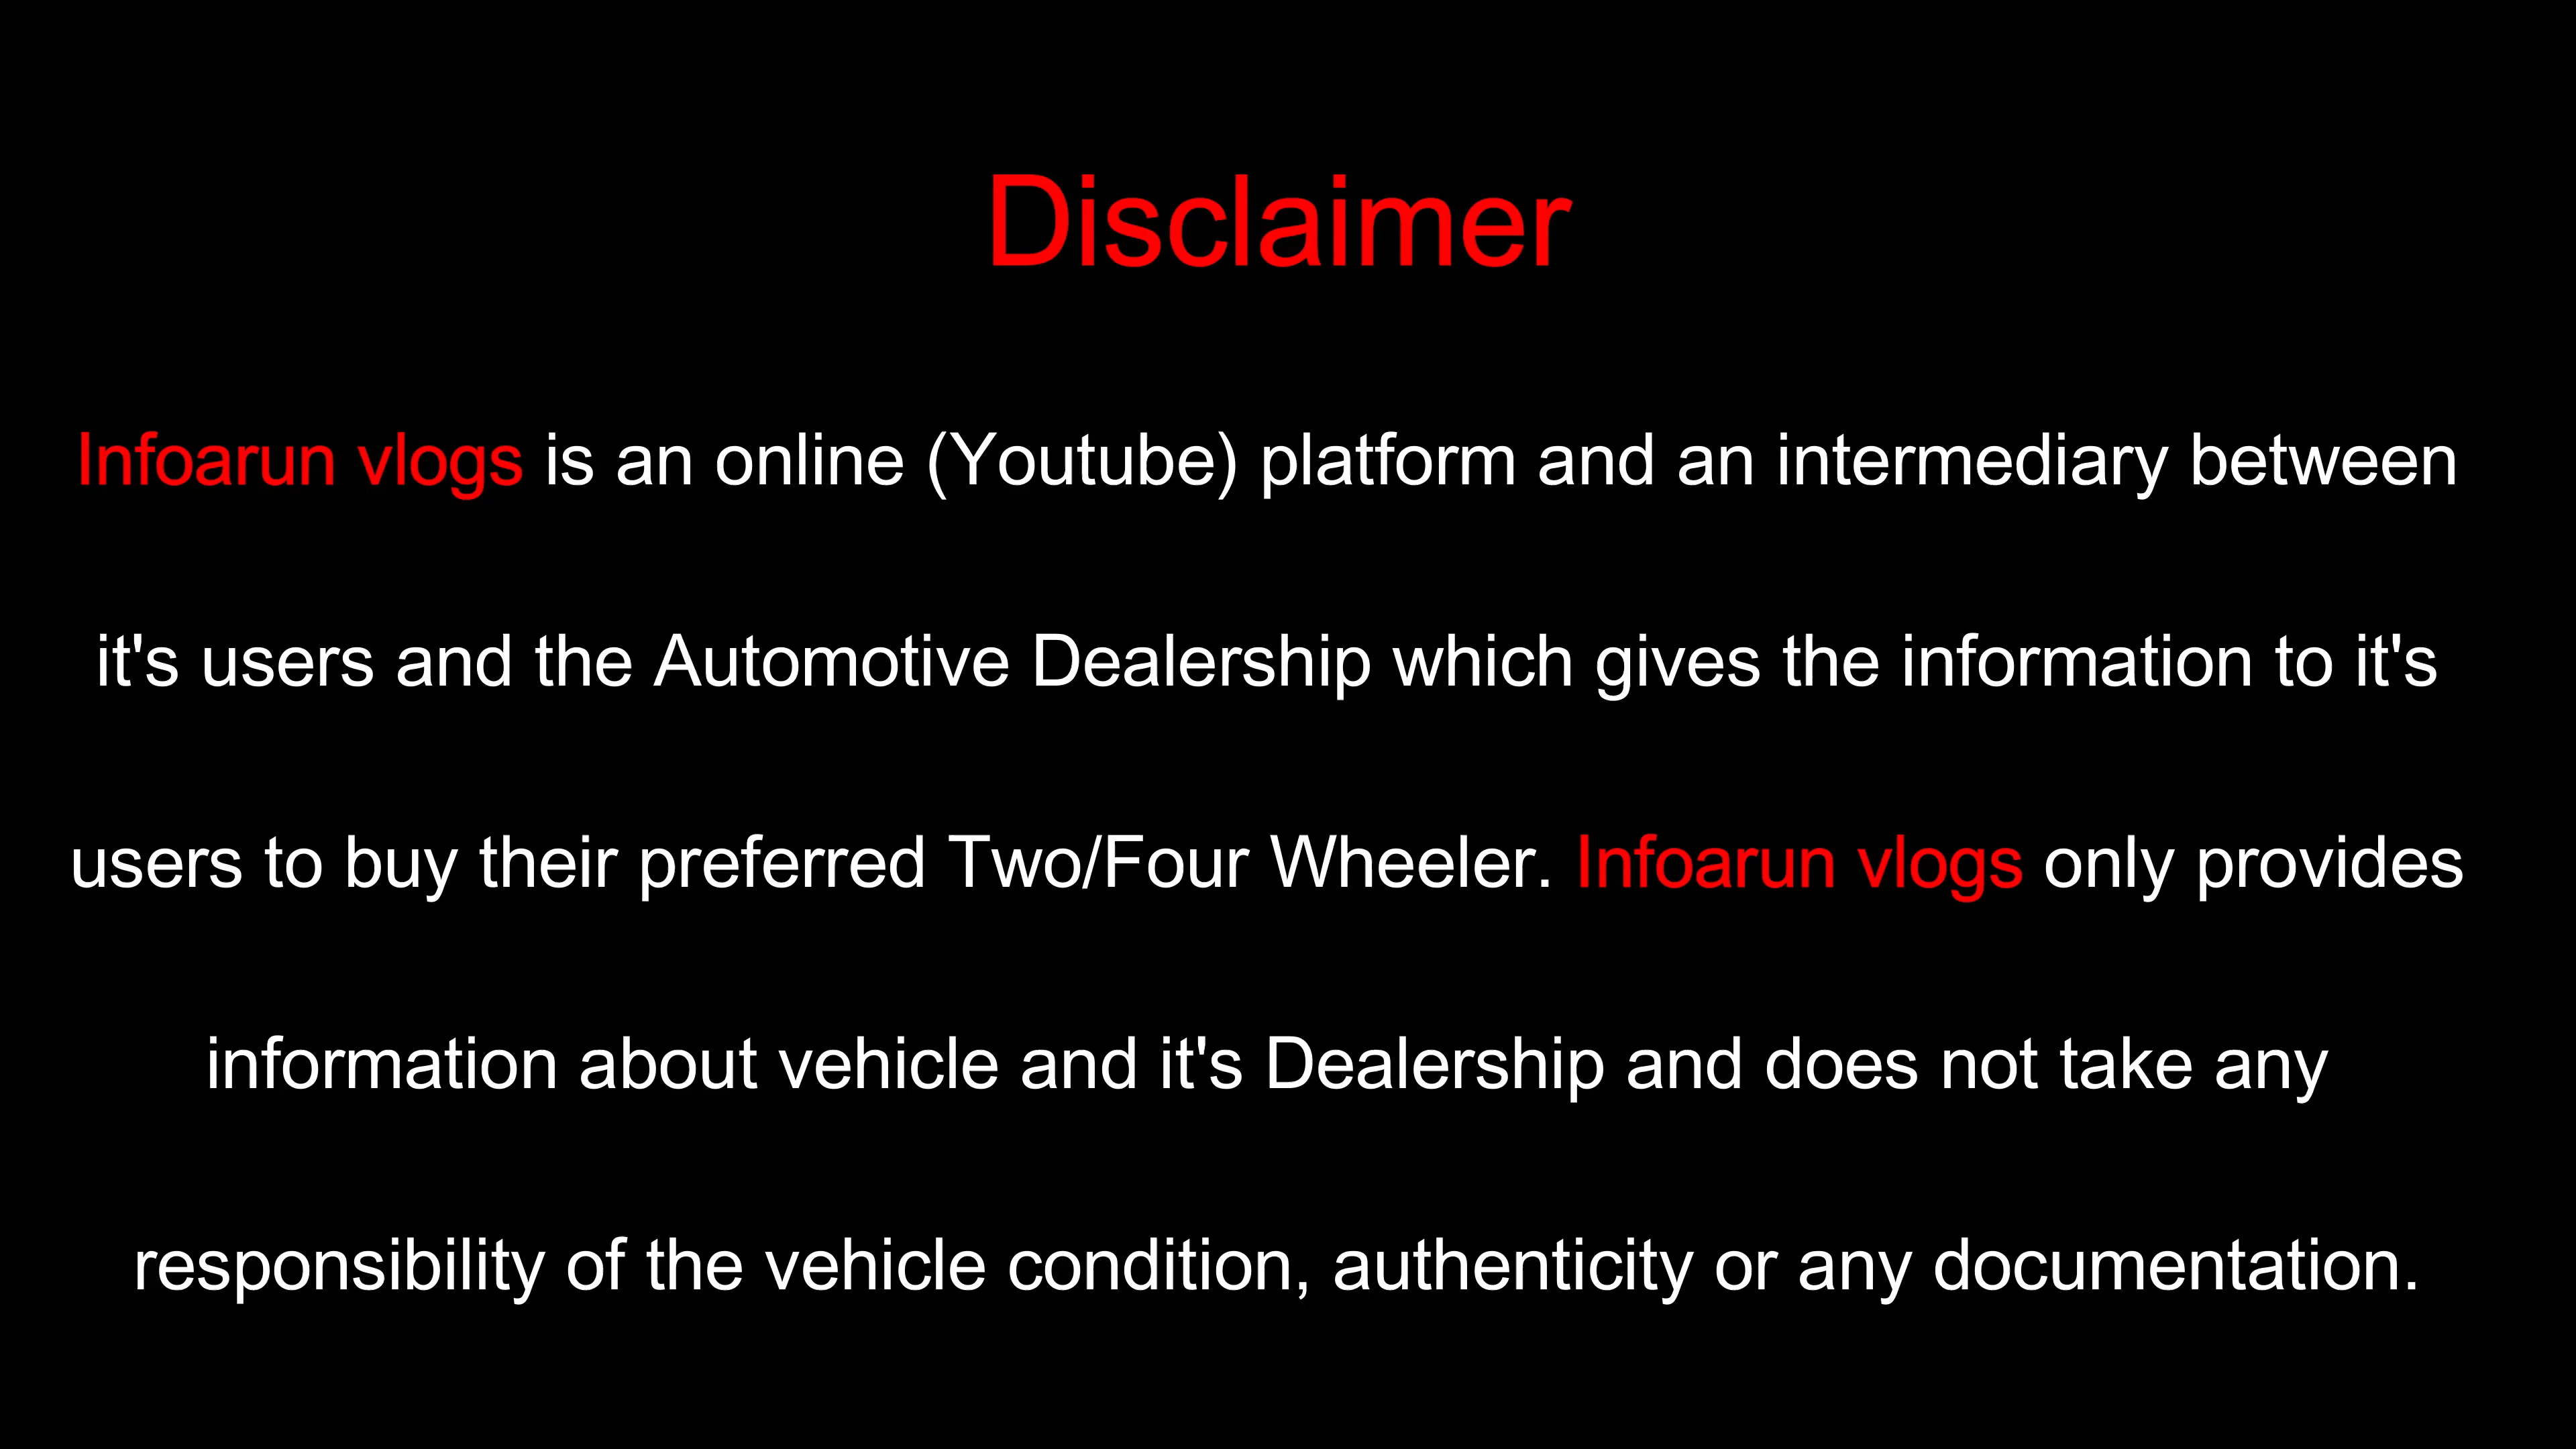 Disclaimer
Infoarun vlogs is an online (Youtube) platform and an intermediary between
it's users and the Automotive Dealership which gives the information to it's
users to buy their preferred Two/Four Wheeler. Infoarun vlogs only provides
information about vehicle and it's Dealership and does not take any
responsibility of the vehicle condition, authenticity or any documentation.